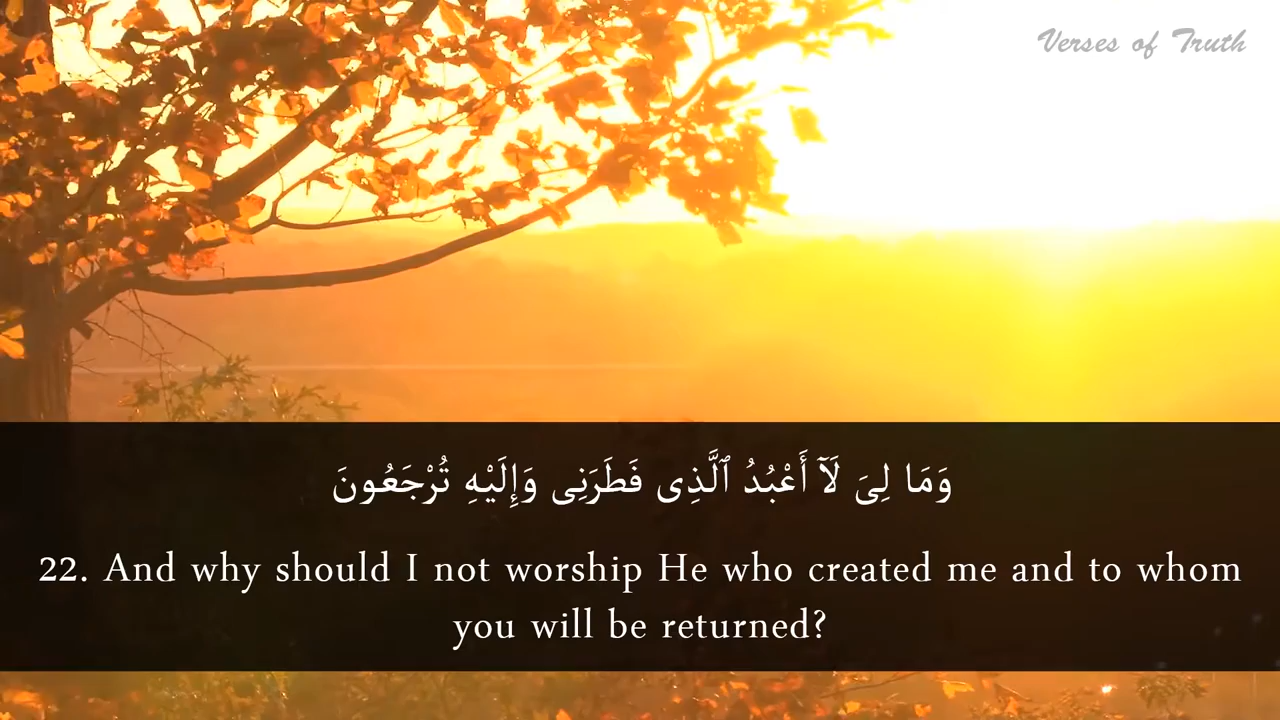 Verses of Truth
وَمَا لِىَ لَآ أَعْبُدُ ٱلَّذِى فَطَرَنِى وَإِلَيْهِ تُرْجَعُونَ
22. And why should I not worship He who created me and to whom
you will be returned?